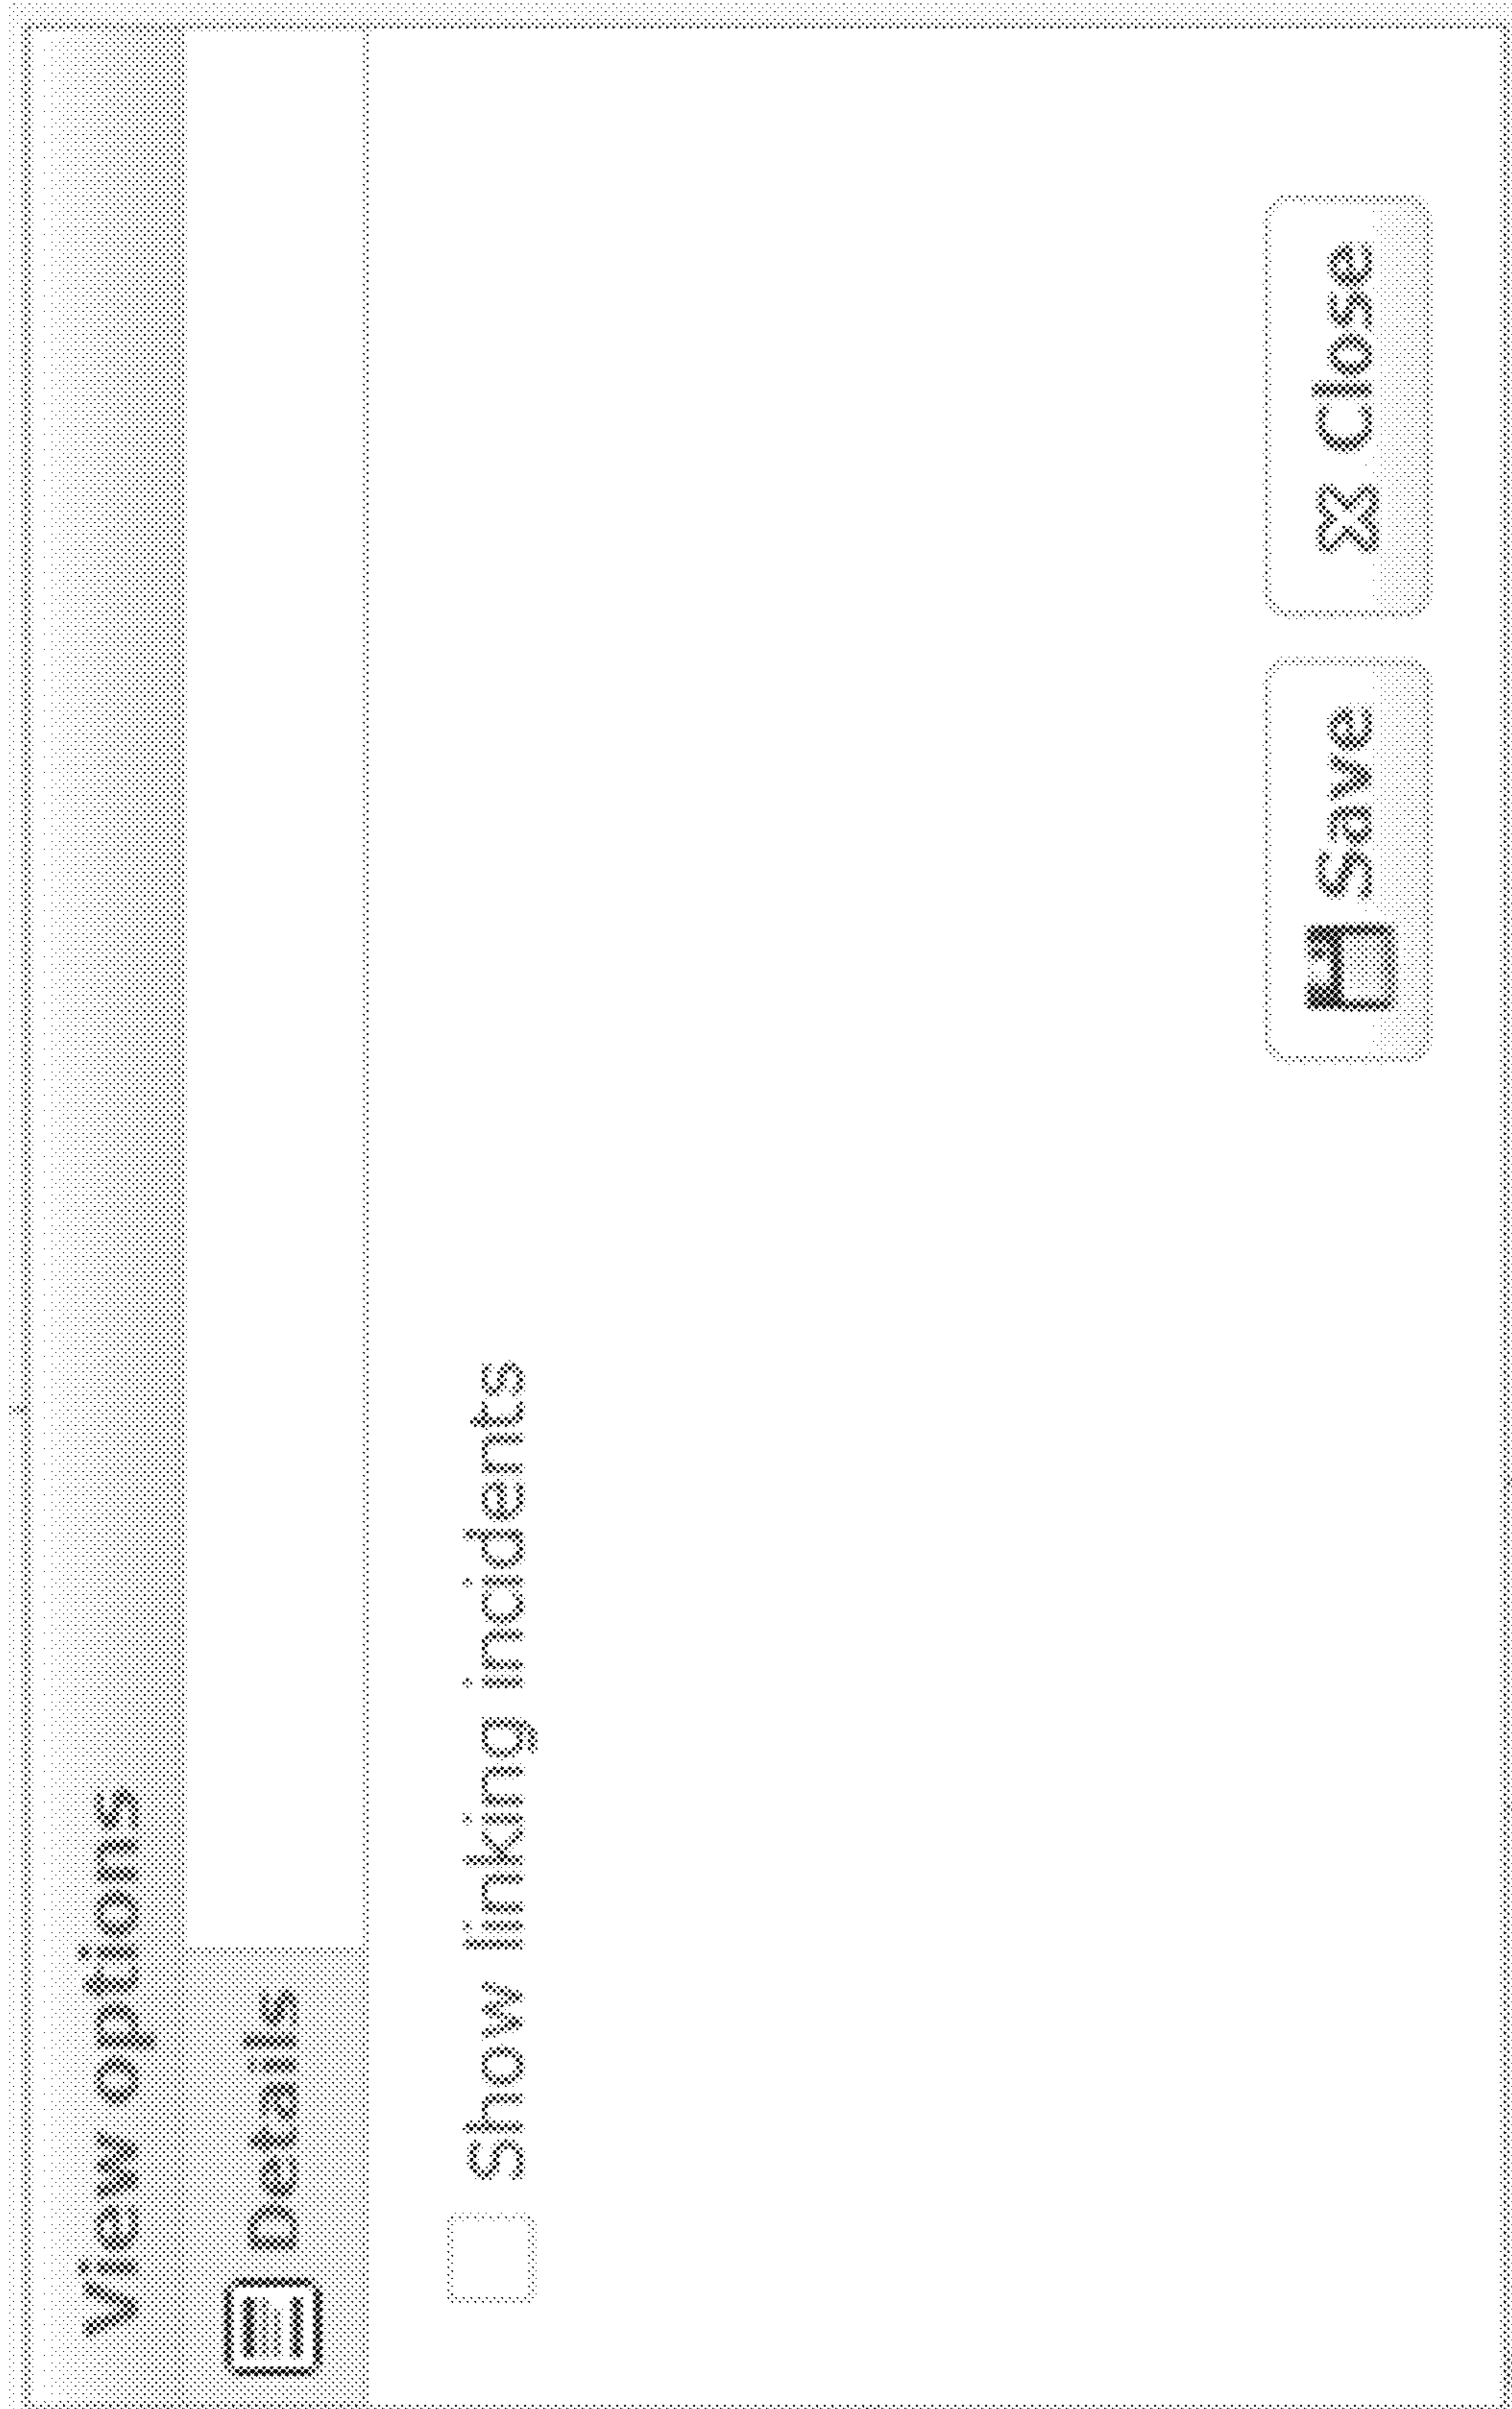 View options
Details
Show linking incidents
Save
Close